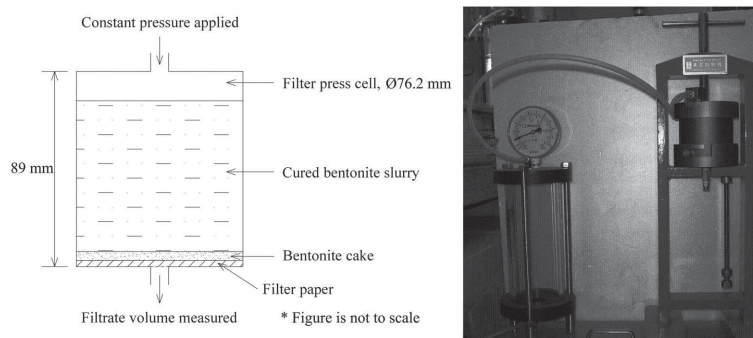 Constant pressure applied
Filter press cell, Ø76.2 mm
89 mm
Cured bentonite slurry
Bentonite cake
Filter paper
Filtrate volume measured
* Figure is not to scale